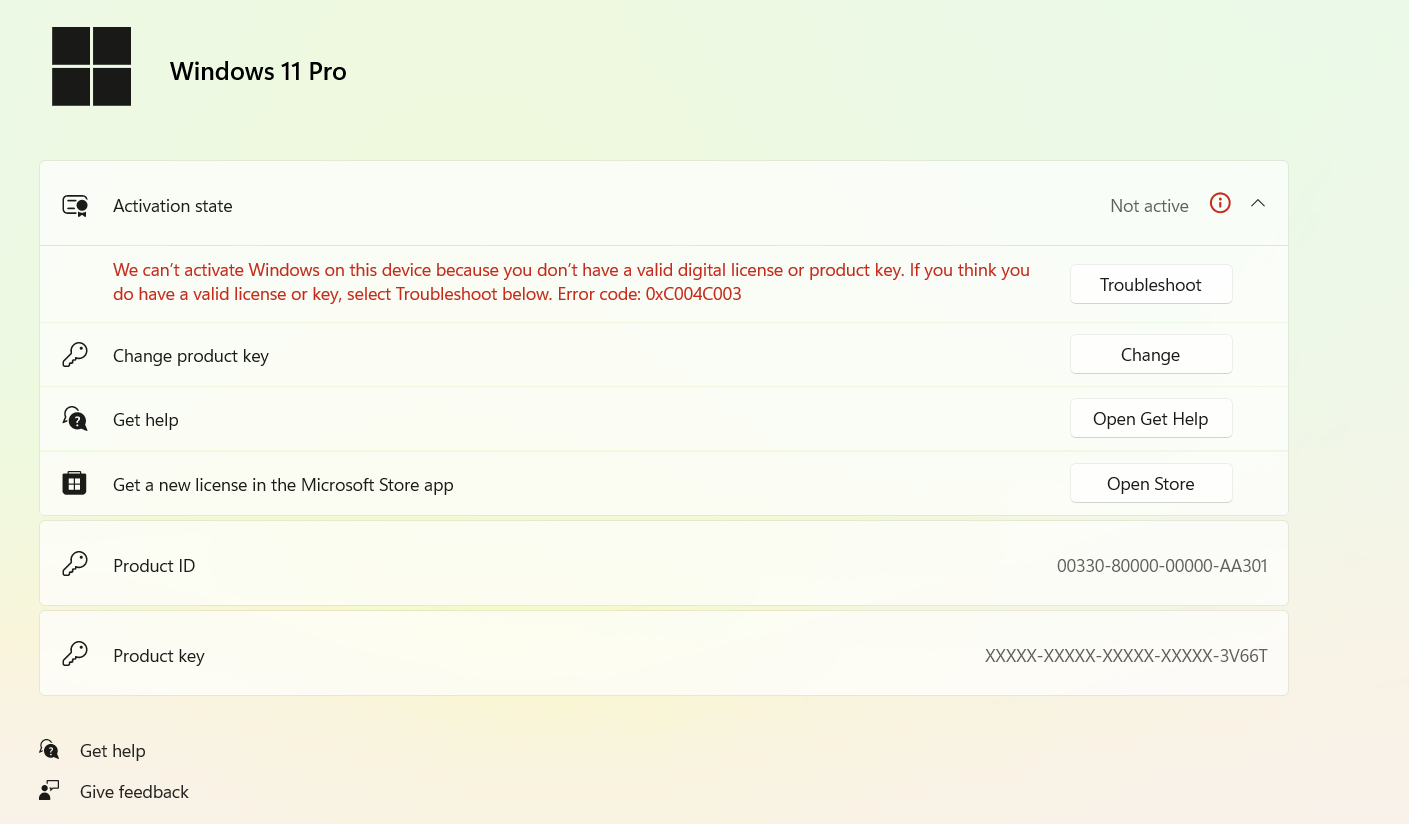 Windows 11 Pro
Activation state
Not active
We can’t activate Windows on this device because you don’t have a valid digital license or product key. If you think you
do have a valid license or key, select Troubleshoot below. Error code: 0xC004C003
Troubleshoot
Change product key
Change
Get help
Open Get Help
Get a new license in the Microsoft Store app
Open Store
Product ID
00330-80000-00000-AA301
Product key
XXXXX-XXXXX-XXXXX-XXXXX-3V66T
Get help
Give feedback